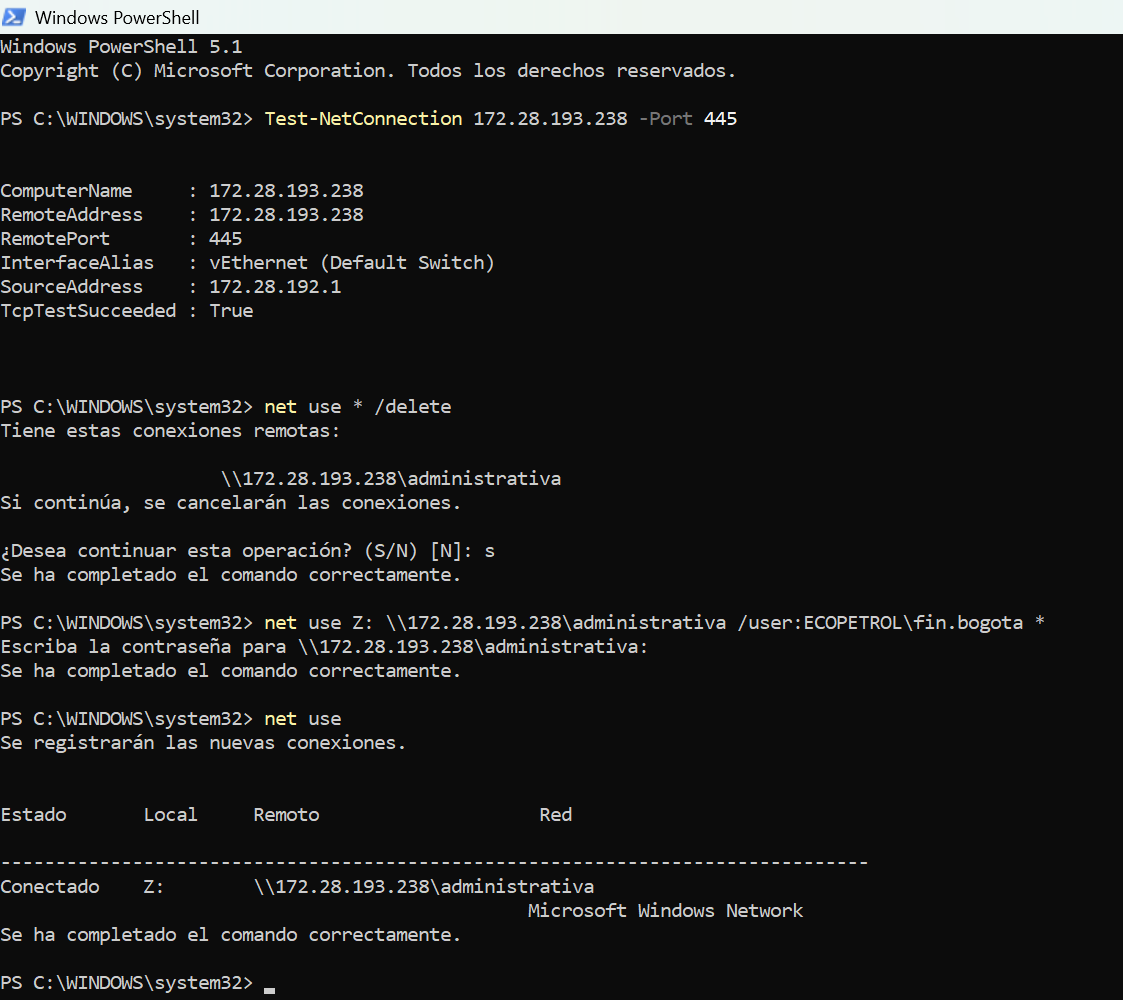 Windows PowerShell
Windows PowerShell 5.1
Copyright (C) Microsoft Corporation. Todos los derechos reservados.
PS C:\WINDOWS\system32> Test-NetConnection 172.28.193.238 -Port 445
ComputerName     : 172.28.193.238
RemoteAddress    : 172.28.193.238
RemotePort       : 445
InterfaceAlias   : vEthernet (Default Switch)
SourceAddress    : 172.28.192.1
TcpTestSucceeded : True
PS C:\WINDOWS\system32> net use * /delete
Tiene estas conexiones remotas:
\\172.28.193.238\administrativa
Si continúa, se cancelarán las conexiones.
¿Desea continuar esta operación? (S/N) [N]: s
Se ha completado el comando correctamente.
PS C:\WINDOWS\system32> net use Z: \\172.28.193.238\administrativa /user:ECOPETROL\fin.bogota *
Escriba la contraseña para \\172.28.193.238\administrativa:
Se ha completado el comando correctamente.
PS C:\WINDOWS\system32> net use
Se registrarán las nuevas conexiones.
Estado       Local     Remoto                    Red
-------------------------------------------------------------------------------
Conectado    Z:        \\172.28.193.238\administrativa
Microsoft Windows Network
Se ha completado el comando correctamente.
PS C:\WINDOWS\system32>